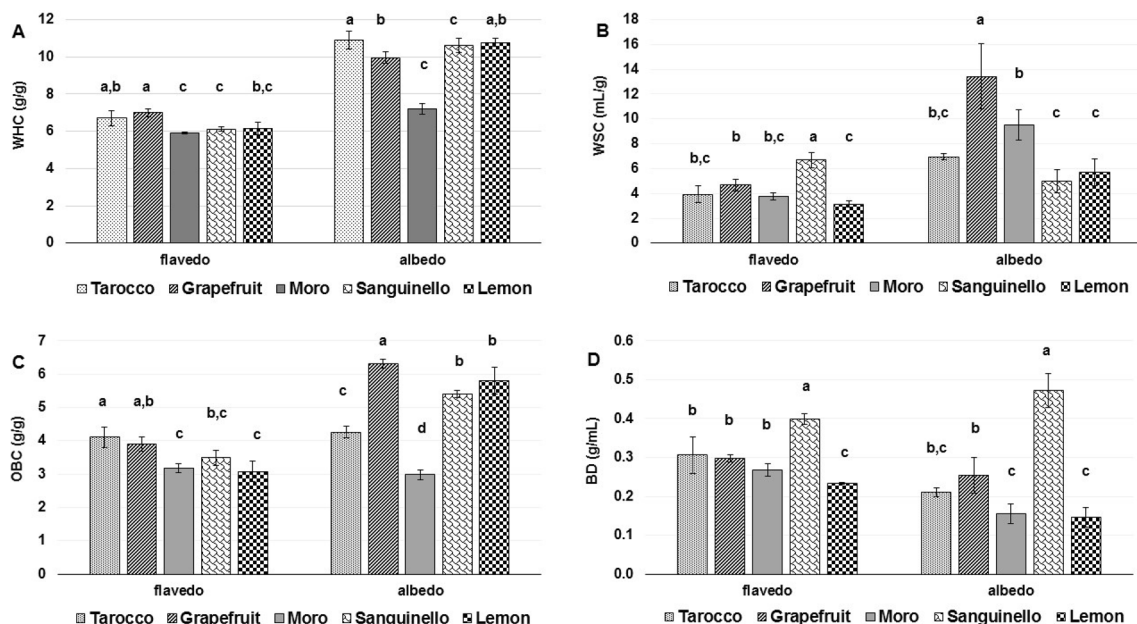 A
WHC (g/g)
12
10
8
6
4
2
0
a,b
a
c
c
b,c
a
b
c
c
a,b
flavedo
albedo
Tarocco Grapefruit Moro Sanguinello Lemon
B
WSC (mL/g)
18
16
14
12
10
8
6
4
2
0
b,c
b
b,c
a
c
b,c
a
b
c
c
flavedo
albedo
Tarocco Grapefruit Moro Sanguinello Lemon
C
OBC (g/g)
7
6
5
4
3
2
1
0
a
a,b
c
b,c
c
c
a
d
b
b
flavedo
albedo
Tarocco Grapefruit Moro Sanguinello Lemon
D
BD (g/mL)
0.6
0.5
0.4
0.3
0.2
0.1
0.0
b
b
b
a
c
b,c
b
c
a
c
flavedo
albedo
Tarocco Grapefruit Moro Sanguinello Lemon